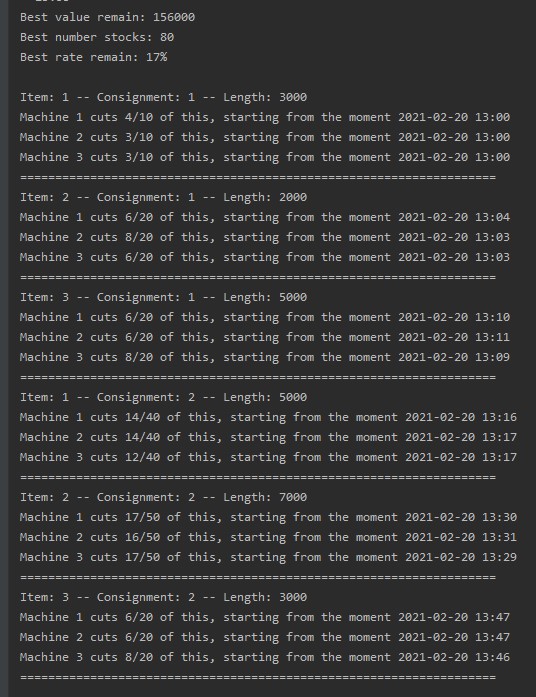 Best value remain: 156000
Best number stocks: 80
Best rate remain: 17%
Item: 1 -- Consignment: 1 -- Length: 3000
Machine 1 cuts 4/10 of this, starting from the moment 2021-02-20 13:00
Machine 2 cuts 3/10 of this, starting from the moment 2021-02-20 13:00
Machine 3 cuts 3/10 of this, starting from the moment 2021-02-20 13:00
====================================================================
Item: 2 -- Consignment: 1 -- Length: 2000
Machine 1 cuts 6/20 of this, starting from the moment 2021-02-20 13:04
Machine 2 cuts 8/20 of this, starting from the moment 2021-02-20 13:03
Machine 3 cuts 6/20 of this, starting from the moment 2021-02-20 13:03
====================================================================
Item: 3 -- Consignment: 1 -- Length: 5000
Machine 1 cuts 6/20 of this, starting from the moment 2021-02-20 13:10
Machine 2 cuts 6/20 of this, starting from the moment 2021-02-20 13:11
Machine 3 cuts 8/20 of this, starting from the moment 2021-02-20 13:09
====================================================================
Item: 1 -- Consignment: 2 -- Length: 5000
Machine 1 cuts 14/40 of this, starting from the moment 2021-02-20 13:16
Machine 2 cuts 14/40 of this, starting from the moment 2021-02-20 13:17
Machine 3 cuts 12/40 of this, starting from the moment 2021-02-20 13:17
====================================================================
Item: 2 -- Consignment: 2 -- Length: 7000
Machine 1 cuts 17/50 of this, starting from the moment 2021-02-20 13:30
Machine 2 cuts 16/50 of this, starting from the moment 2021-02-20 13:31
Machine 3 cuts 17/50 of this, starting from the moment 2021-02-20 13:29
====================================================================
Item: 3 -- Consignment: 2 -- Length: 3000
Machine 1 cuts 6/20 of this, starting from the moment 2021-02-20 13:47
Machine 2 cuts 6/20 of this, starting from the moment 2021-02-20 13:47
Machine 3 cuts 8/20 of this, starting from the moment 2021-02-20 13:46
====================================================================